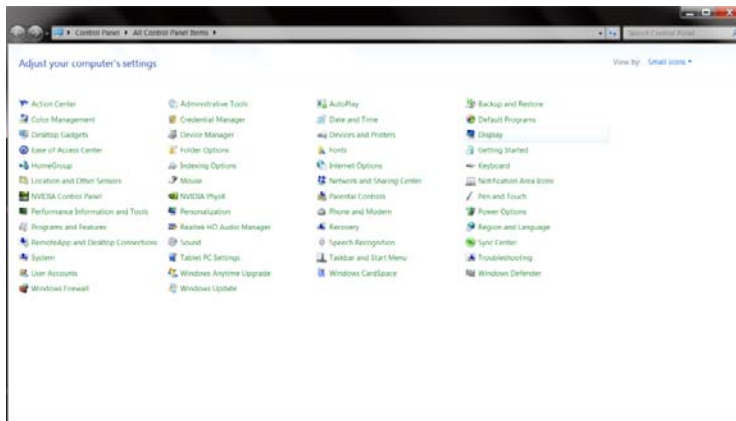 Control Panel ▸ All Control Panel Items ▸ Search Control Panel
Adjust your computer's settings View by: Small icons
Action Center Administrative Tools AutoPlay Backup and Restore
Color Management Credential Manager Date and Time Default Programs
Desktop Gadgets Device Manager Devices and Printers Display
Ease of Access Center Folder Options Fonts Getting Started
HomeGroup Indexing Options Internet Options Keyboard
Location and Other Sensors Mouse Network and Sharing Center Notification Area Icons
NVIDIA Control Panel NVIDIA PhysX Parental Controls Pen and Touch
Performance Information and Tools Personalization Phone and Modem Power Options
Programs and Features Realtek HD Audio Manager Recovery Region and Language
RemoteApp and Desktop Connections Sound Speech Recognition Sync Center
System Tablet PC Settings Taskbar and Start Menu Troubleshooting
User Accounts Windows Anytime Upgrade Windows CardSpace Windows Defender
Windows Firewall Windows Update